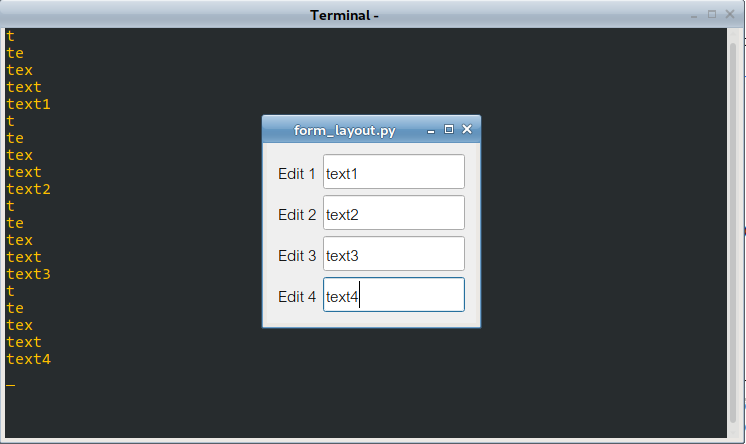 Terminal -
t
te
tex
text
text1
t
te
tex
text
text2
t
te
tex
text
text3
t
te
tex
text
text4
_
form_layout.py
Edit 1 text1
Edit 2 text2
Edit 3 text3
Edit 4 text4